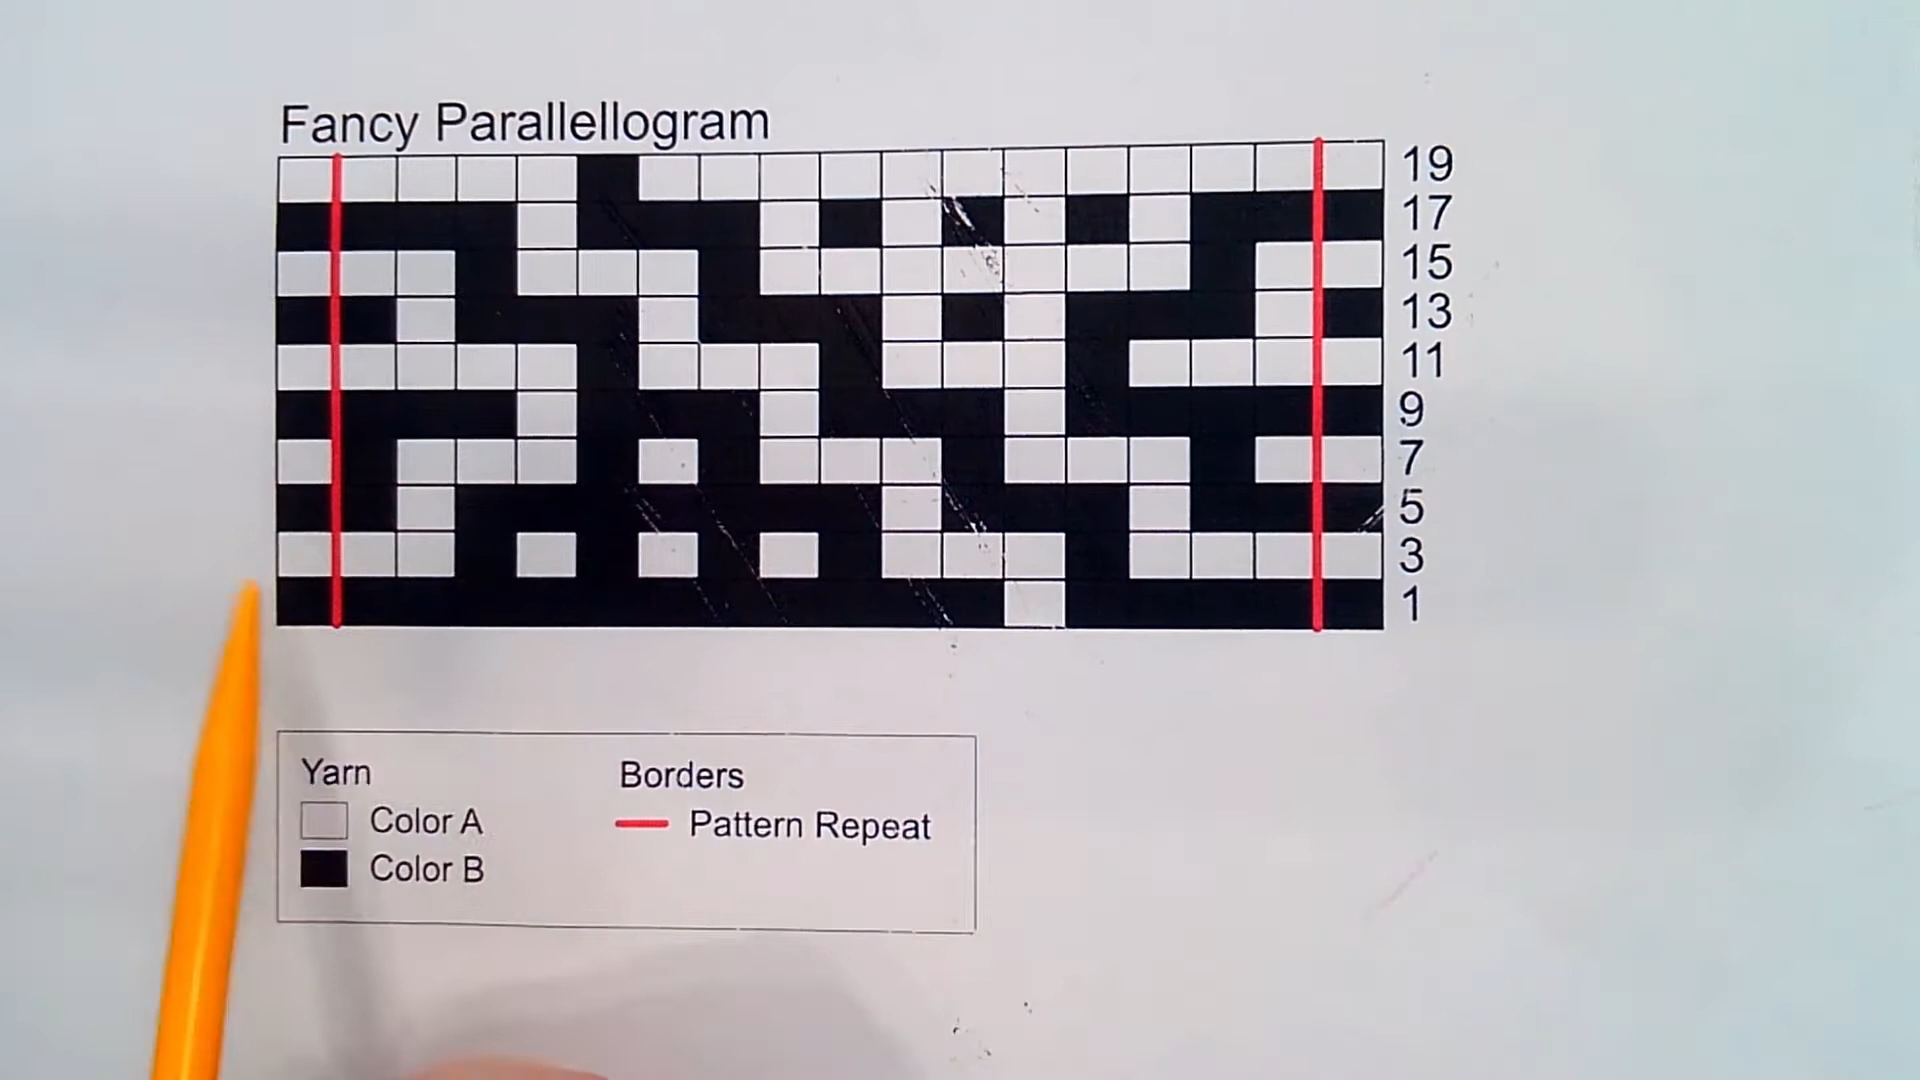 Fancy Parallellogram
19
17
15
13
11
9
7
5
3
1
Yarn
Color A
Color B
Borders
Pattern Repeat